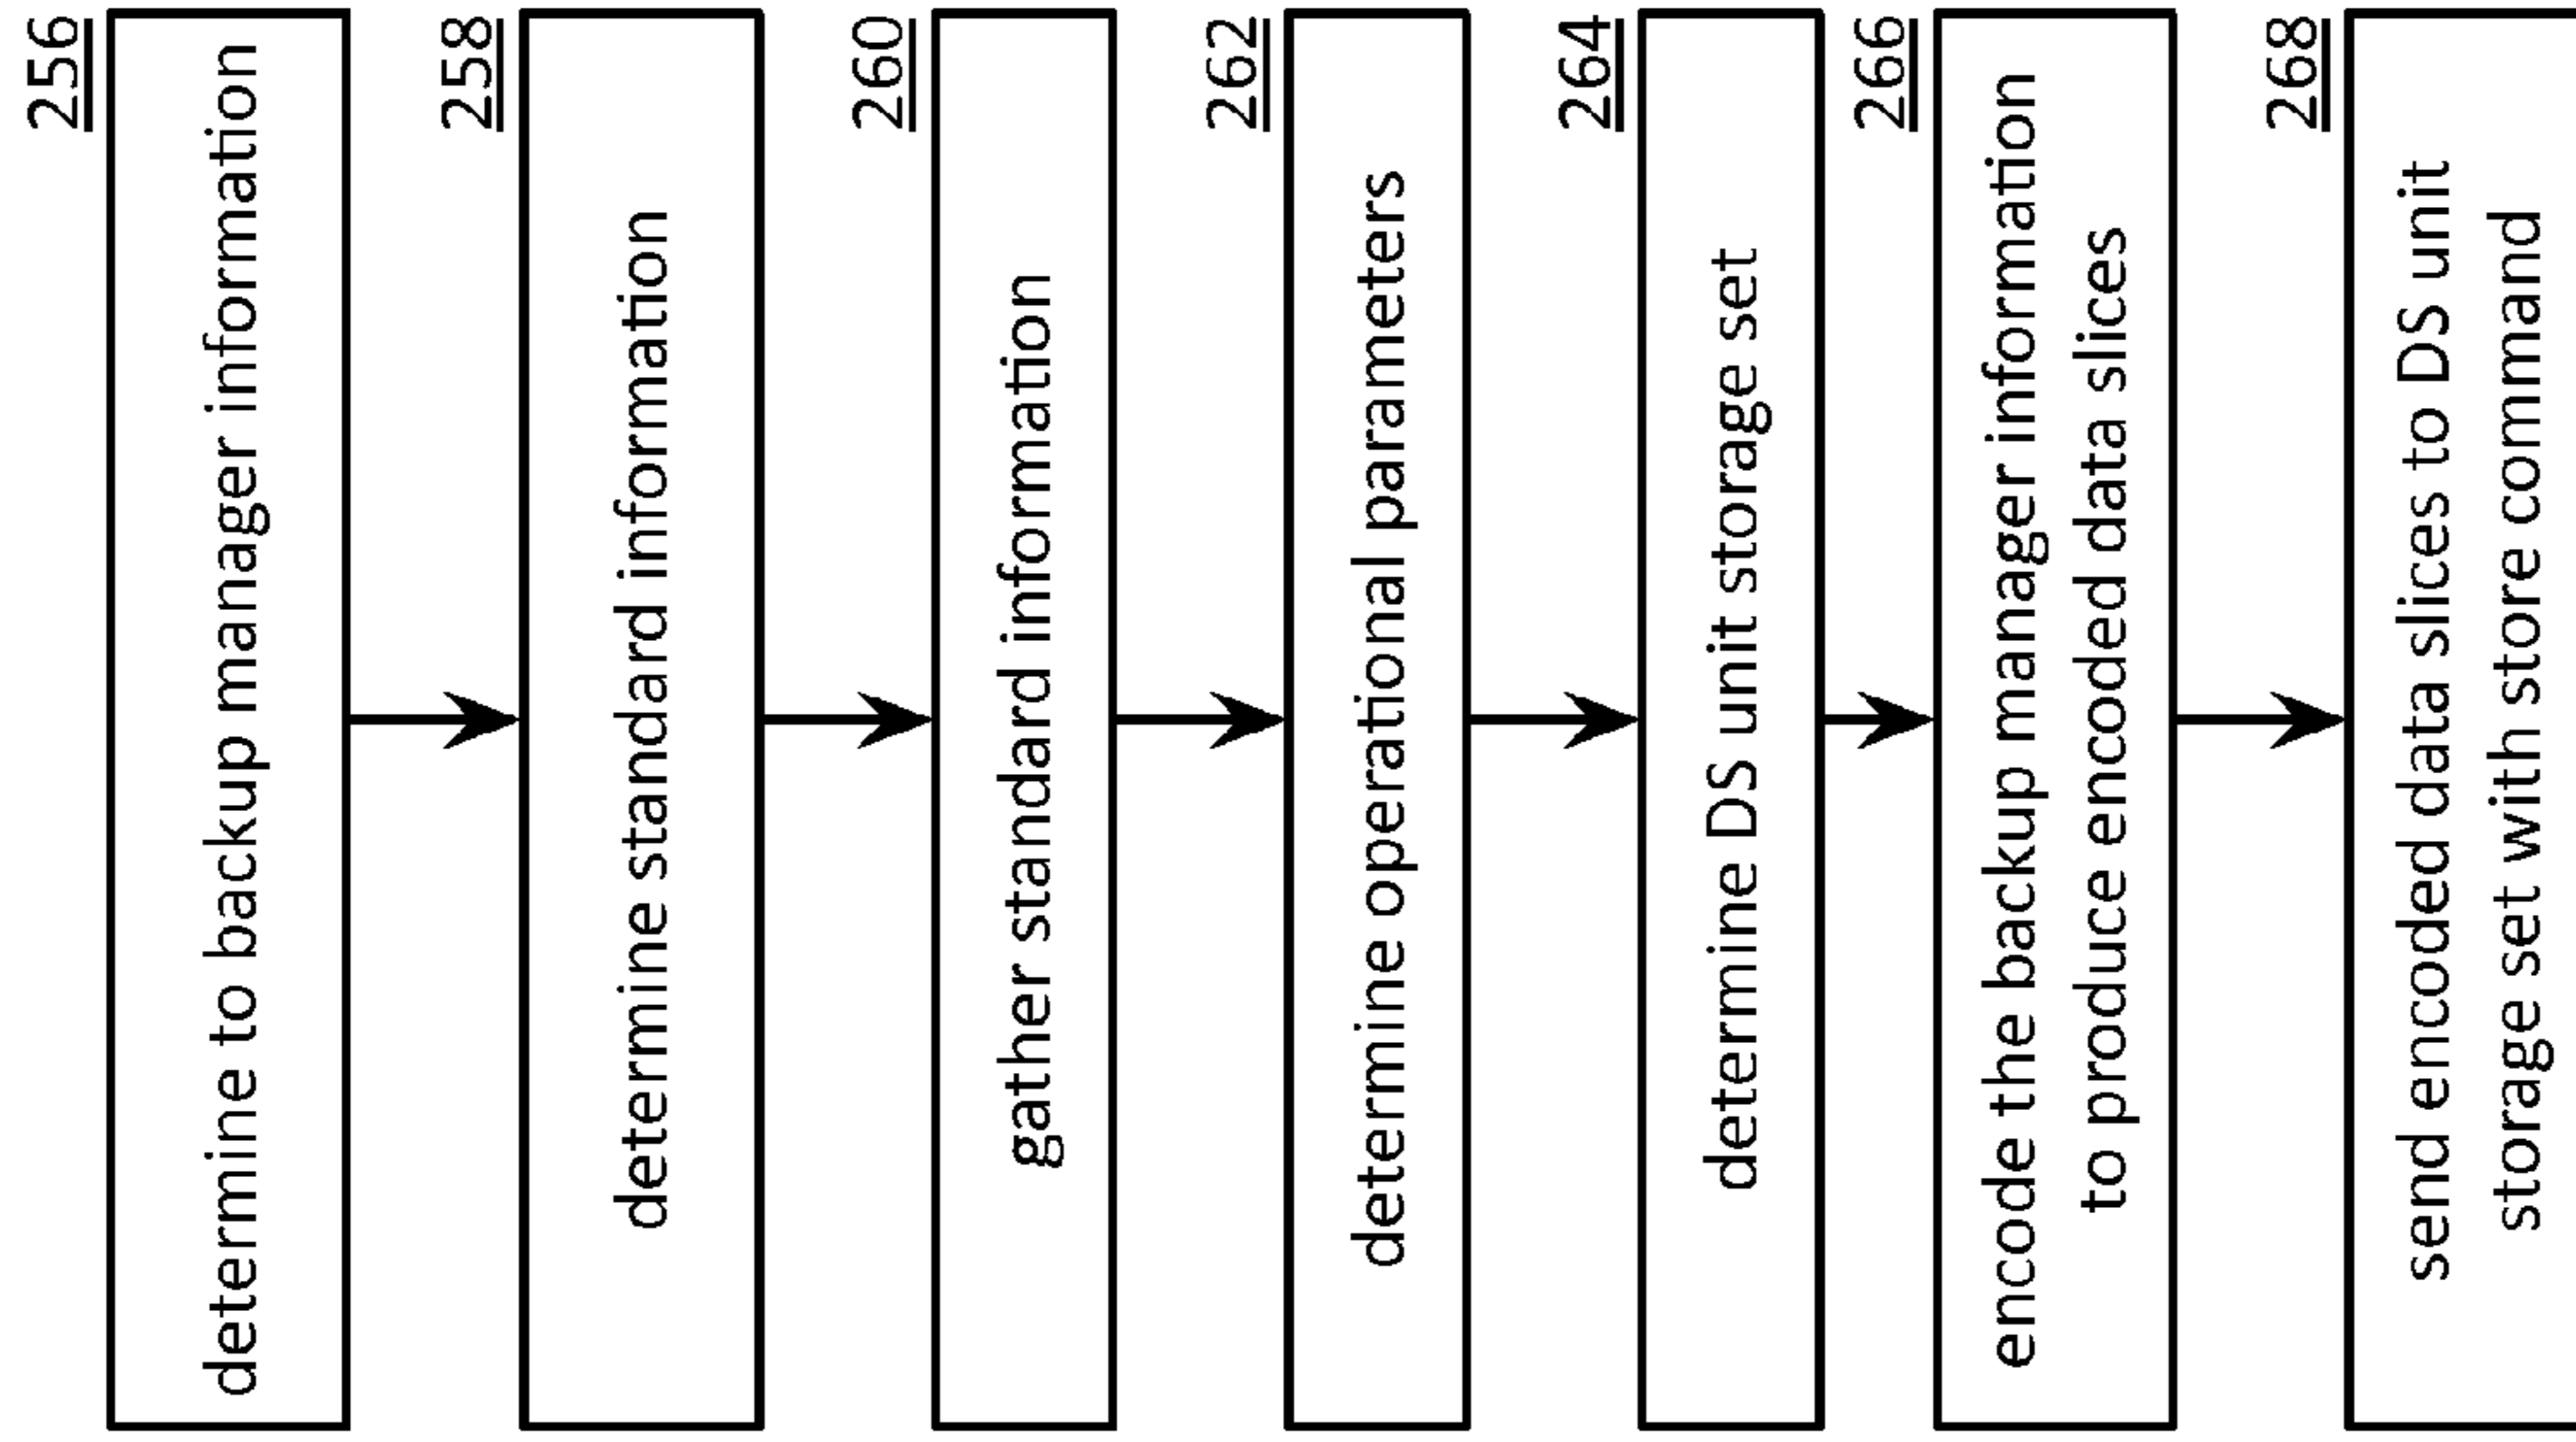 256
determine to backup manager information
258
determine standard information
260
gather standard information
262
determine operational parameters
264
determine DS unit storage set
266
encode the backup manager information
to produce encoded data slices
268
send encoded data slices to DS unit
storage set with store command